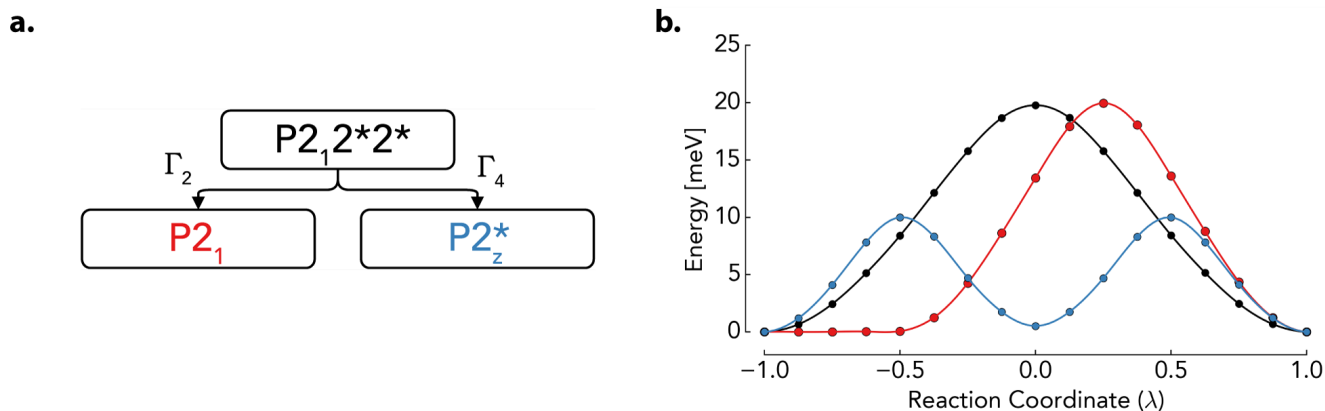 a.
P2₁2*2*
Γ₂
Γ₄
P2₁
P2*z
b.
Energy [meV]
25
20
15
10
5
0
−1.0
−0.5
0.0
0.5
1.0
Reaction Coordinate (λ)